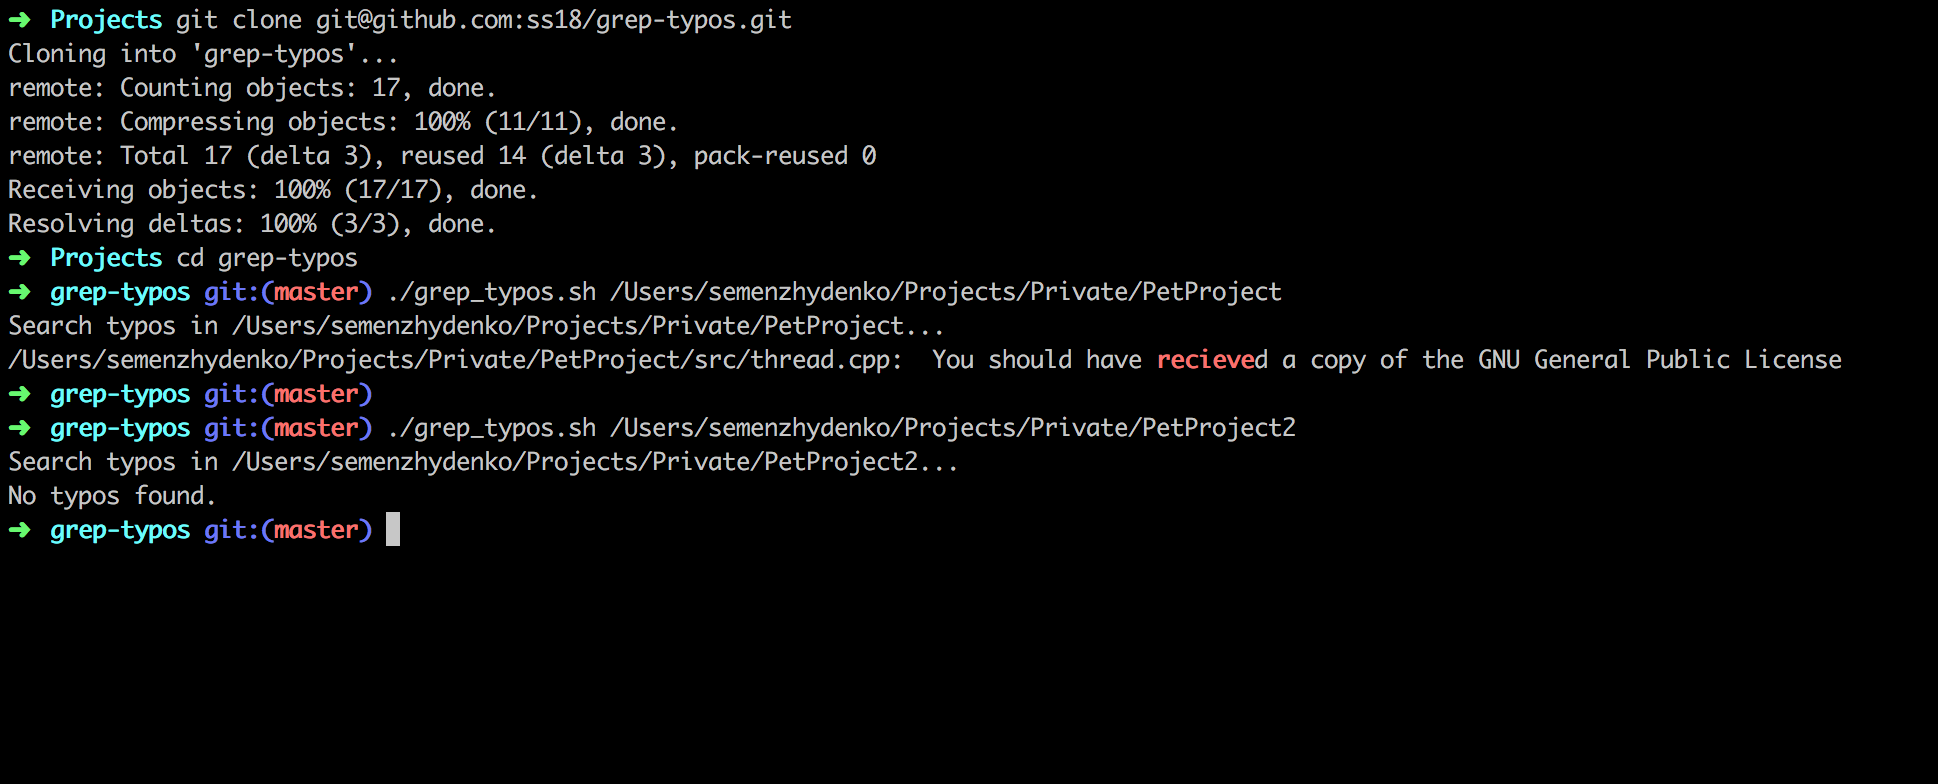 ➜ Projects git clone git@github.com:ss18/grep-typos.git
Cloning into 'grep-typos'...
remote: Counting objects: 17, done.
remote: Compressing objects: 100% (11/11), done.
remote: Total 17 (delta 3), reused 14 (delta 3), pack-reused 0
Receiving objects: 100% (17/17), done.
Resolving deltas: 100% (3/3), done.
➜ Projects cd grep-typos
➜ grep-typos git:(master) ./grep_typos.sh /Users/semenzhydenko/Projects/Private/PetProject
Search typos in /Users/semenzhydenko/Projects/Private/PetProject...
/Users/semenzhydenko/Projects/Private/PetProject/src/thread.cpp:  You should have recieved a copy of the GNU General Public License
➜ grep-typos git:(master)
➜ grep-typos git:(master) ./grep_typos.sh /Users/semenzhydenko/Projects/Private/PetProject2
Search typos in /Users/semenzhydenko/Projects/Private/PetProject2...
No typos found.
➜ grep-typos git:(master)